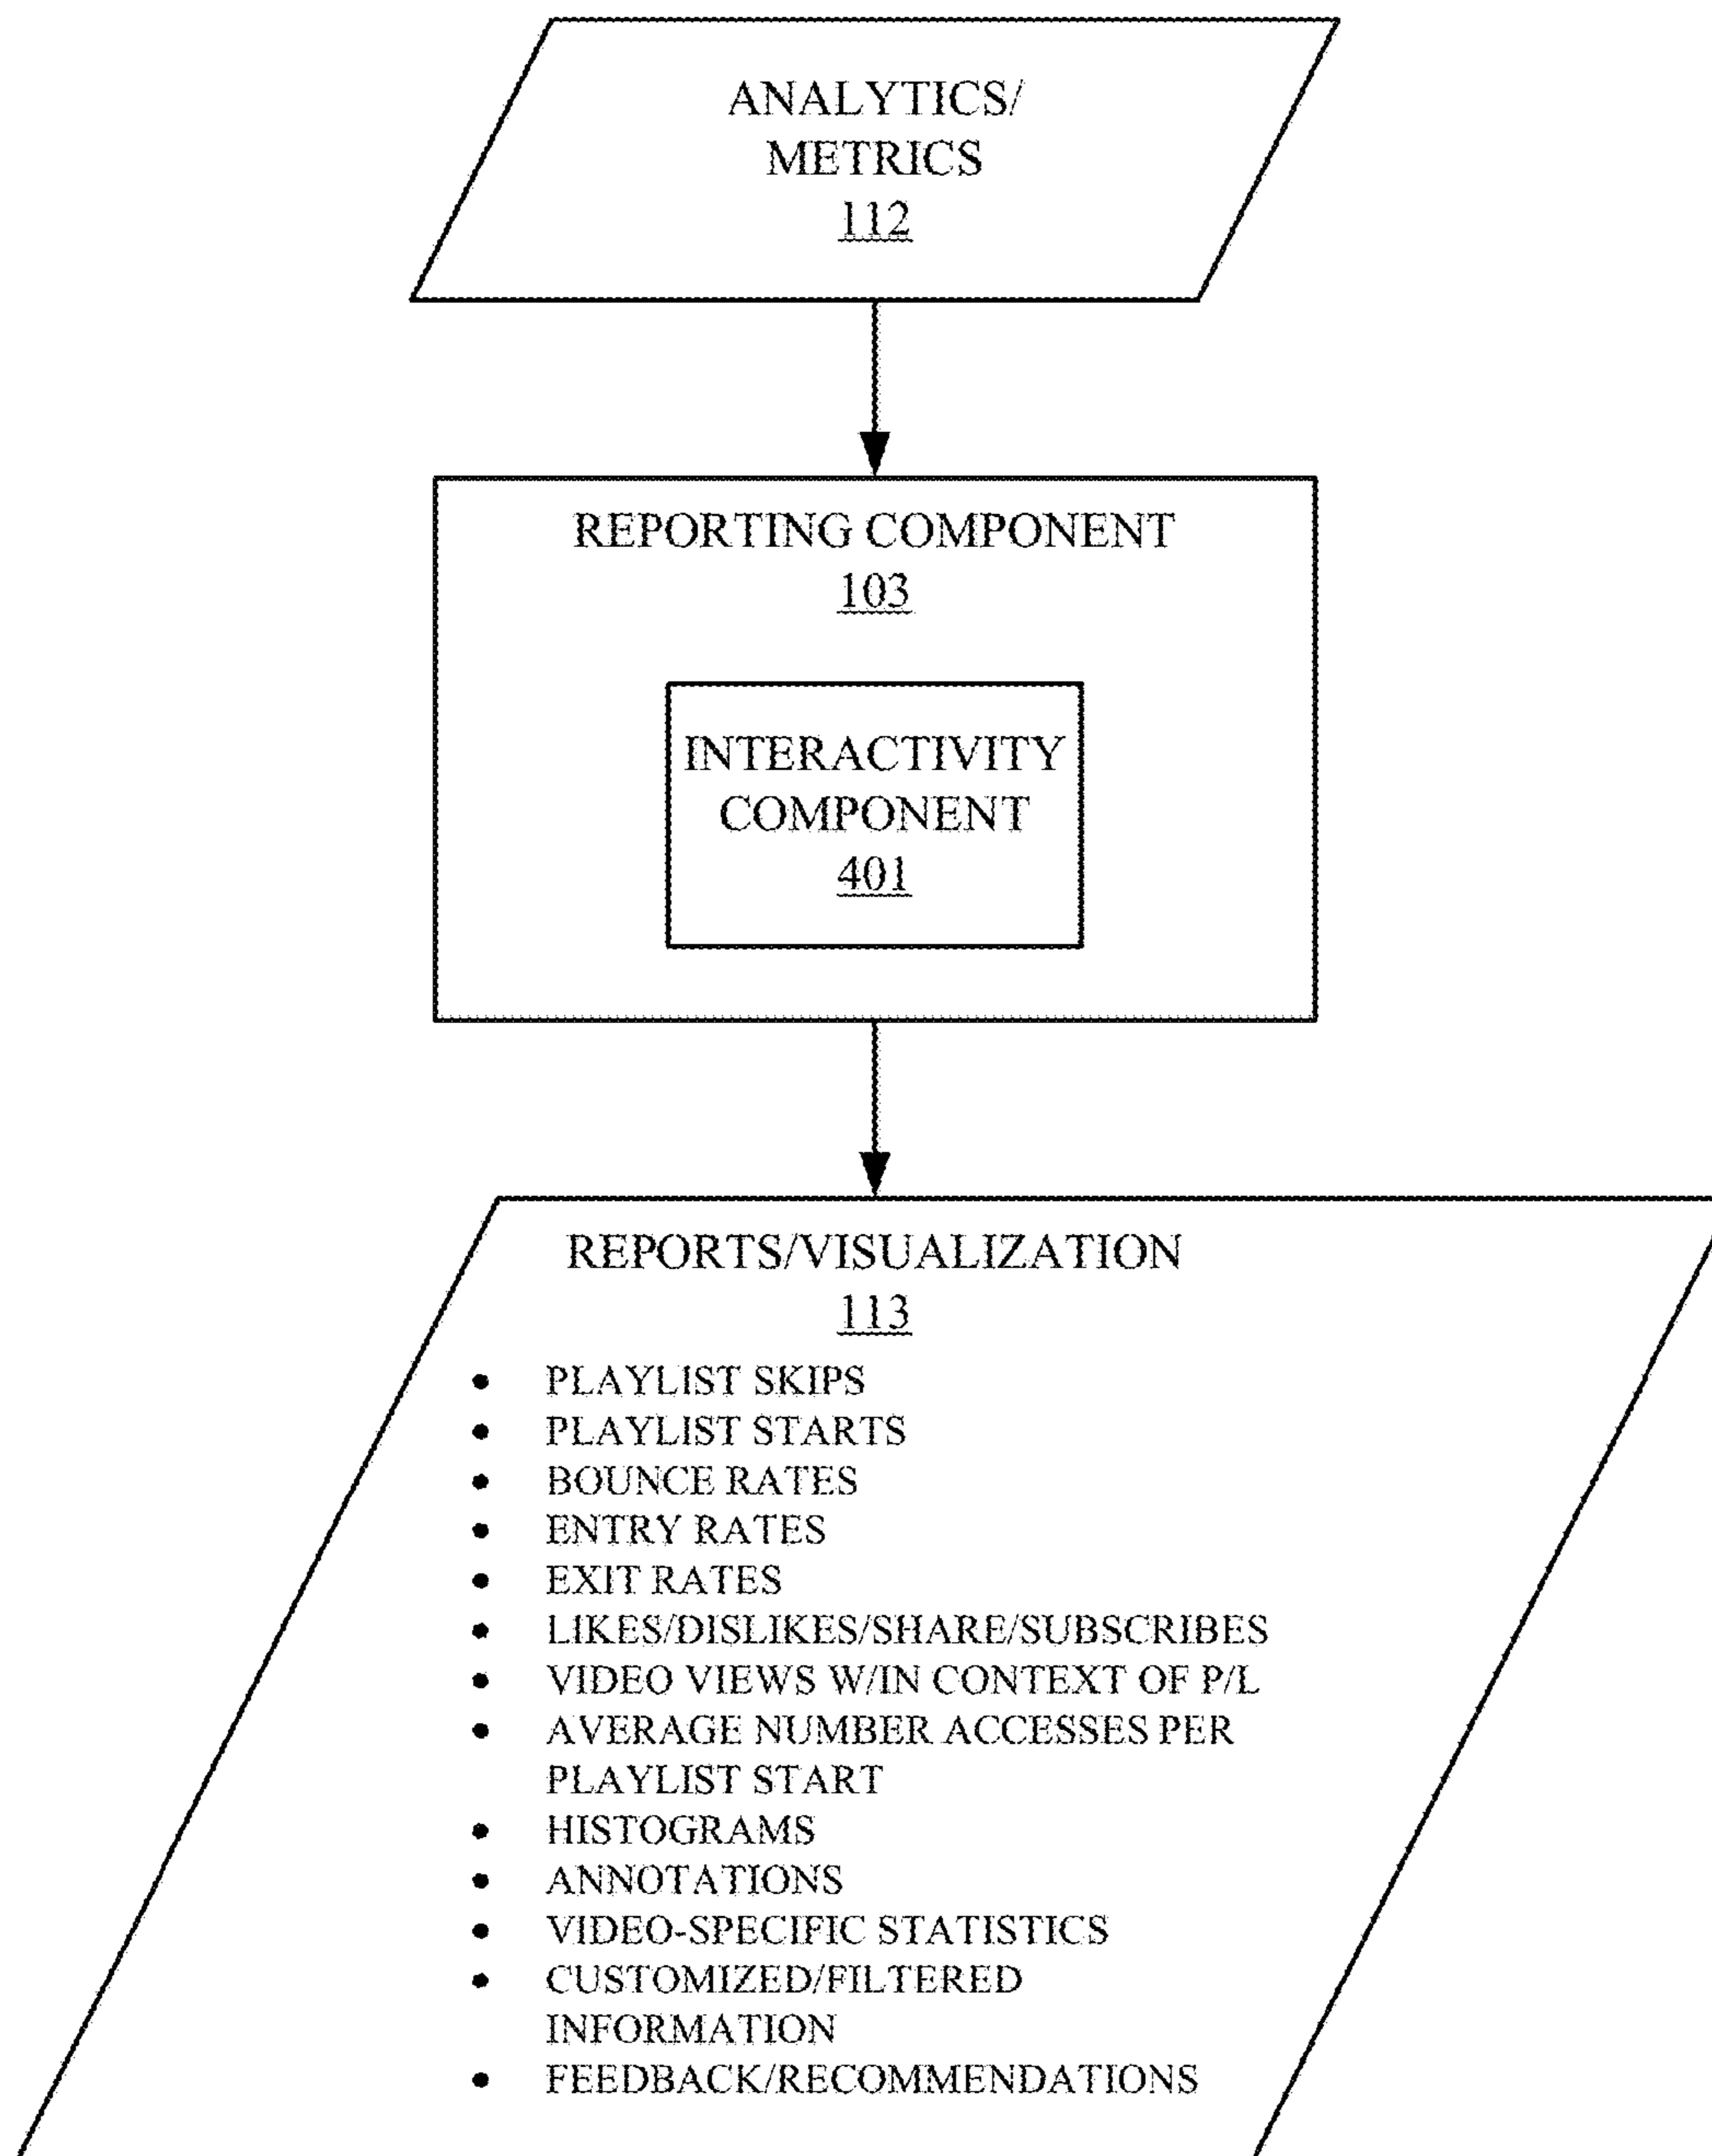 ANALYTICS/
METRICS
112
REPORTING COMPONENT
103
INTERACTIVITY
COMPONENT
401
REPORTS/VISUALIZATION
113
• PLAYLIST SKIPS
• PLAYLIST STARTS
• BOUNCE RATES
• ENTRY RATES
• EXIT RATES
• LIKES/DISLIKES/SHARE/SUBSCRIBES
• VIDEO VIEWS W/IN CONTEXT OF P/L
• AVERAGE NUMBER ACCESSES PER
PLAYLIST START
• HISTOGRAMS
• ANNOTATIONS
• VIDEO-SPECIFIC STATISTICS
• CUSTOMIZED/FILTERED
INFORMATION
• FEEDBACK/RECOMMENDATIONS